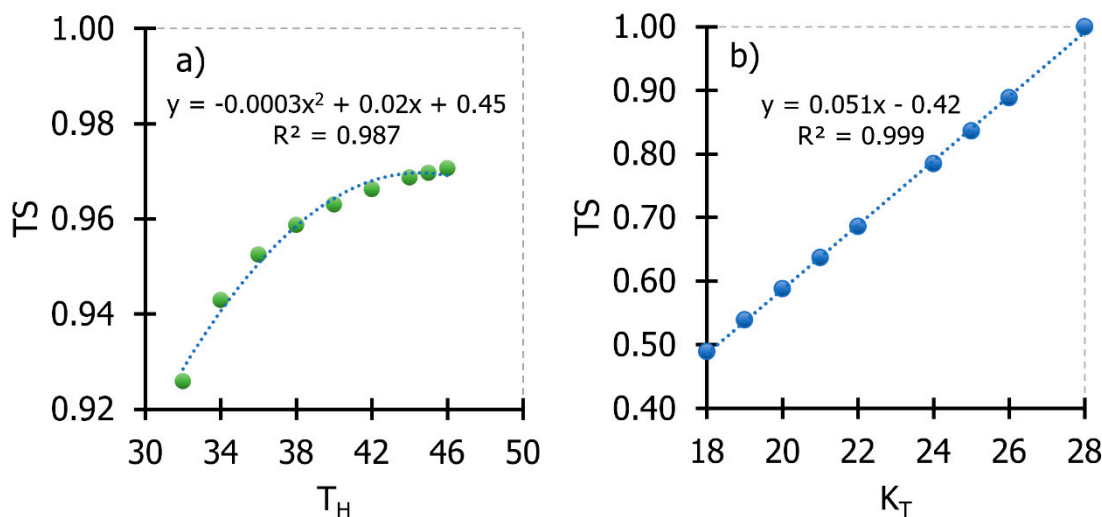 a)
y = -0.0003x² + 0.02x + 0.45
R² = 0.987
TS
1.00
0.98
0.96
0.94
0.92
30 34 38 42 46 50
T_H
b)
y = 0.051x - 0.42
R² = 0.999
TS
1.00
0.90
0.80
0.70
0.60
0.50
0.40
18 20 22 24 26 28
K_T